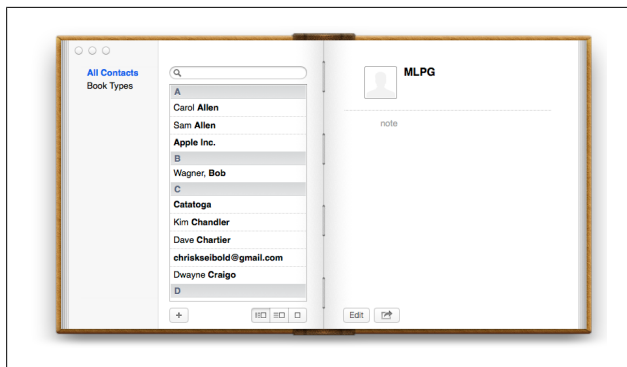 All Contacts
Book Types
A
Carol Allen
Sam Allen
Apple Inc.
B
Wagner, Bob
C
Catatoga
Kim Chandler
Dave Chartier
chriskseibold@gmail.com
Dwayne Craigo
D
+
MLPG
note
Edit